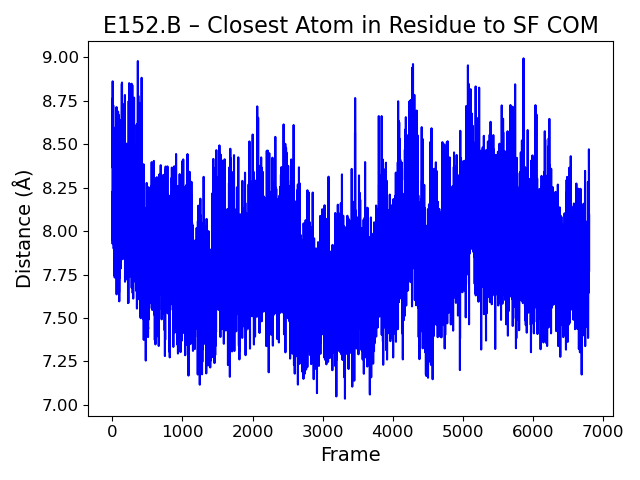 E152.B – Closest Atom in Residue to SF COM
Distance (Å)
9.00
8.75
8.50
8.25
8.00
7.75
7.50
7.25
7.00
0 1000 2000 3000 4000 5000 6000 7000
Frame